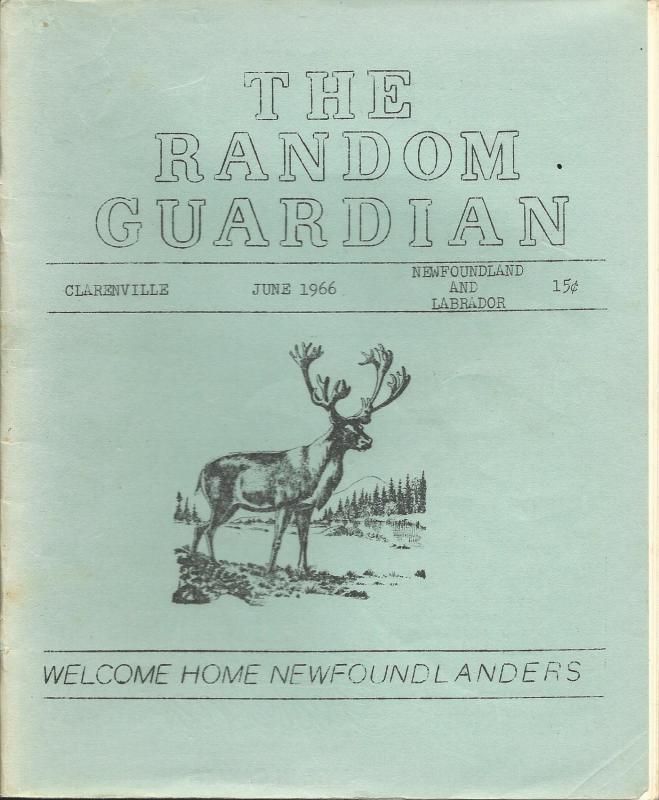 THE
RANDOM
GUARDIAN
CLARENVILLE JUNE 1966 NEWFOUNDLAND AND LABRADOR 15¢
WELCOME HOME NEWFOUNDLANDERS